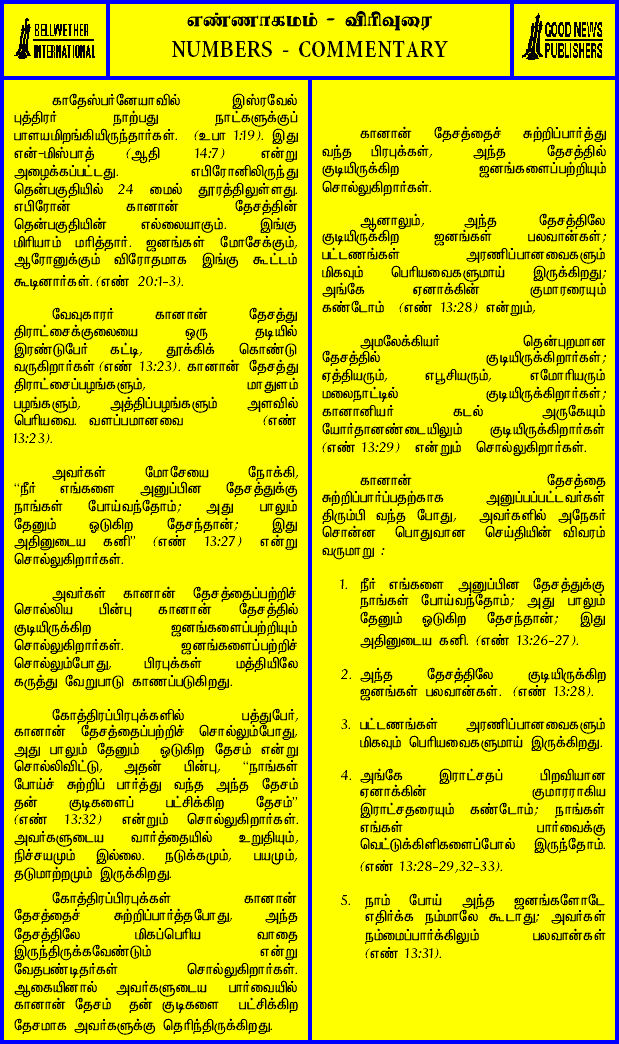 BELLWETHER
INTERNATIONAL
எண்ணாகமம் - விரிவுரை
NUMBERS - COMMENTARY
GOOD NEWS
PUBLISHERS
காதேஸ்பர்னேயாவில் இஸ்ரவேல்
புத்திரர் நாற்பது நாட்களுக்குப்
பாளயமிறங்கியிருந்தார்கள். (உபா 1:19). இது
என்-மிஸ்பாத் (ஆதி 14:7) என்று
அழைக்கப்பட்டது. எபிரோனிலிருந்து
தென்பகுதியில் 24 மைல் தூரத்திலுள்ளது.
எபிரோன் கானான் தேசத்தின்
தென்பகுதியின் எல்லையாகும். இங்கு
மிரியாம் மரித்தார். ஜனங்கள் மோசேக்கும்,
ஆரோனுக்கும் விரோதமாக இங்கு கூட்டம்
கூடினார்கள். (எண் 20:1-3).
வேவுகாரர் கானான் தேசத்து
திராட்சைக்குலையை ஒரு தடியில்
இரண்டுபேர் கட்டி, தூக்கிக் கொண்டு
வருகிறார்கள் (எண் 13:23). கானான் தேசத்து
திராட்சைப்பழங்களும், மாதுளம்
பழங்களும், அத்திப்பழங்களும் அளவில்
பெரியவை. வளப்பமானவை (எண்
13:23).
அவர்கள் மோசேயை நோக்கி,
“நீர் எங்களை அனுப்பின தேசத்துக்கு
நாங்கள் போய்வந்தோம்; அது பாலும்
தேனும் ஓடுகிற தேசந்தான்; இது
அதினுடைய கனி” (எண் 13:27) என்று
சொல்லுகிறார்கள்.
அவர்கள் கானான் தேசத்தைப்பற்றிச்
சொல்லிய பின்பு கானான் தேசத்தில்
குடியிருக்கிற ஜனங்களைப்பற்றியும்
சொல்லுகிறார்கள். ஜனங்களைப்பற்றிச்
சொல்லும்போது, பிரபுக்கள் மத்தியிலே
கருத்து வேறுபாடு காணப்படுகிறது.
கோத்திரப்பிரபுக்களில் பத்துபேர்,
கானான் தேசத்தைப்பற்றிச் சொல்லும்போது,
அது பாலும் தேனும் ஓடுகிற தேசம் என்று
சொல்லிவிட்டு, அதன் பின்பு, “நாங்கள்
போய்ச் சுற்றிப் பார்த்து வந்த அந்த தேசம்
தன் குடிகளைப் பட்சிக்கிற தேசம்”
(எண் 13:32) என்றும் சொல்லுகிறார்கள்.
அவர்களுடைய வார்த்தையில் உறுதியும்,
நிச்சயமும் இல்லை. நடுக்கமும், பயமும்,
தடுமாற்றமும் இருக்கிறது.
கோத்திரப்பிரபுக்கள் கானான்
தேசத்தைச் சுற்றிப்பார்த்தபோது, அந்த
தேசத்திலே மிகப்பெரிய வாதை
இருந்திருக்கவேண்டும் என்று
வேதபண்டிதர்கள் சொல்லுகிறார்கள்.
ஆகையினால் அவர்களுடைய பார்வையில்
கானான் தேசம் தன் குடிகளை பட்சிக்கிற
தேசமாக அவர்களுக்கு தெரிந்திருக்கிறது.
கானான் தேசத்தைச் சுற்றிப்பார்த்து
வந்த பிரபுக்கள், அந்த தேசத்தில்
குடியிருக்கிற ஜனங்களைப்பற்றியும்
சொல்லுகிறார்கள்.
ஆனாலும், அந்த தேசத்திலே
குடியிருக்கிற ஜனங்கள் பலவான்கள்;
பட்டணங்கள் அரணிப்பானவைகளும்
மிகவும் பெரியவைகளுமாய் இருக்கிறது;
அங்கே ஏனாக்கின் குமாரரையும்
கண்டோம் (எண் 13:28) என்றும்,
அமலேக்கியர் தென்புறமான
தேசத்தில் குடியிருக்கிறார்கள்;
ஏத்தியரும், எபூசியரும், எமோரியரும்
மலைநாட்டில் குடியிருக்கிறார்கள்;
கானானியர் கடல் அருகேயும்
யோர்தானண்டையிலும் குடியிருக்கிறார்கள்
(எண் 13:29) என்றும் சொல்லுகிறார்கள்.
கானான் தேசத்தை
சுற்றிப்பார்ப்பதற்காக அனுப்பப்பட்டவர்கள்
திரும்பி வந்த போது, அவர்களில் அநேகர்
சொன்ன பொதுவான செய்தியின் விவரம்
வருமாறு :
1. நீர் எங்களை அனுப்பின தேசத்துக்கு
நாங்கள் போய்வந்தோம்; அது பாலும்
தேனும் ஓடுகிற தேசந்தான்; இது
அதினுடைய கனி. (எண் 13:26-27).
2. அந்த தேசத்திலே குடியிருக்கிற
ஜனங்கள் பலவான்கள். (எண் 13:28).
3. பட்டணங்கள் அரணிப்பானவைகளும்
மிகவும் பெரியவைகளுமாய் இருக்கிறது.
4. அங்கே இராட்சதப் பிறவியான
ஏனாக்கின் குமாரராகிய
இராட்சதரையும் கண்டோம்; நாங்கள்
எங்கள் பார்வைக்கு
வெட்டுக்கிளிகளைப்போல் இருந்தோம்.
(எண் 13:28-29,32-33).
5. நாம் போய் அந்த ஜனங்களோடே
எதிர்க்க நம்மாலே கூடாது; அவர்கள்
நம்மைப்பார்க்கிலும் பலவான்கள்
(எண் 13:31).